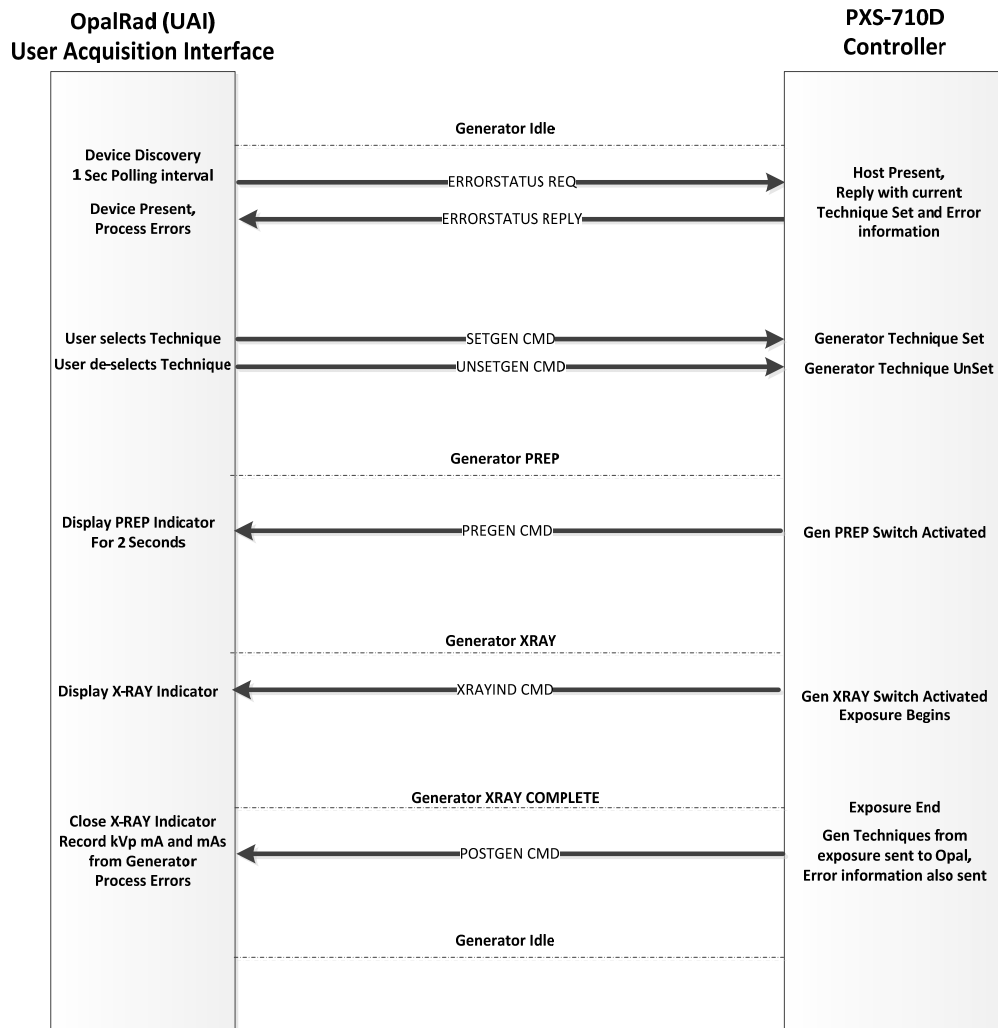 OpalRad (UAI)
User Acquisition Interface
PXS-710D
Controller
Generator Idle
Device Discovery
1 Sec Polling interval
ERRORSTATUS REQ
Host Present,
Reply with current
Technique Set and Error
information
Device Present,
Process Errors
ERRORSTATUS REPLY
User selects Technique
SETGEN CMD
Generator Technique Set
User de-selects Technique
UNSETGEN CMD
Generator Technique UnSet
Generator PREP
Display PREP Indicator
For 2 Seconds
PREGEN CMD
Gen PREP Switch Activated
Generator XRAY
Display X-RAY Indicator
XRAYIND CMD
Gen XRAY Switch Activated
Exposure Begins
Generator XRAY COMPLETE
Exposure End
Close X-RAY Indicator
Record kVp mA and mAs
from Generator
Process Errors
POSTGEN CMD
Gen Techniques from
exposure sent to Opal,
Error information also sent
Generator Idle